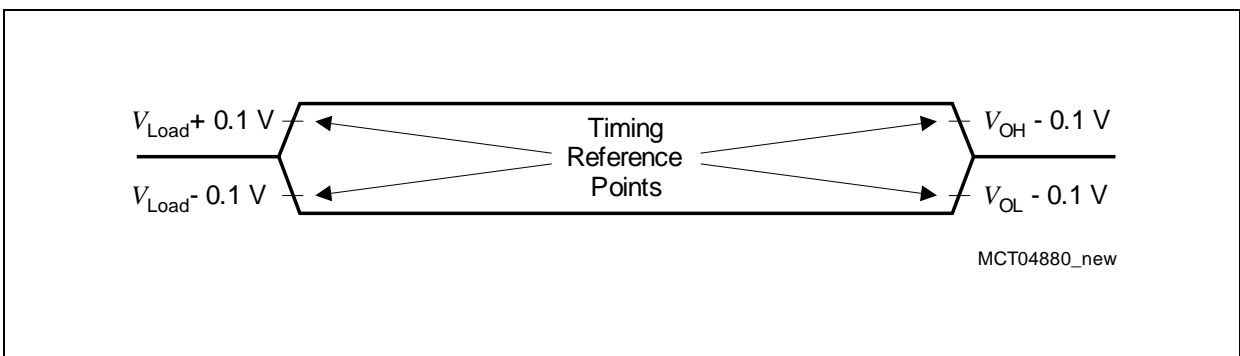 V_Load + 0.1 V
V_Load - 0.1 V
Timing
Reference
Points
V_OH - 0.1 V
V_OL - 0.1 V
MCT04880_new